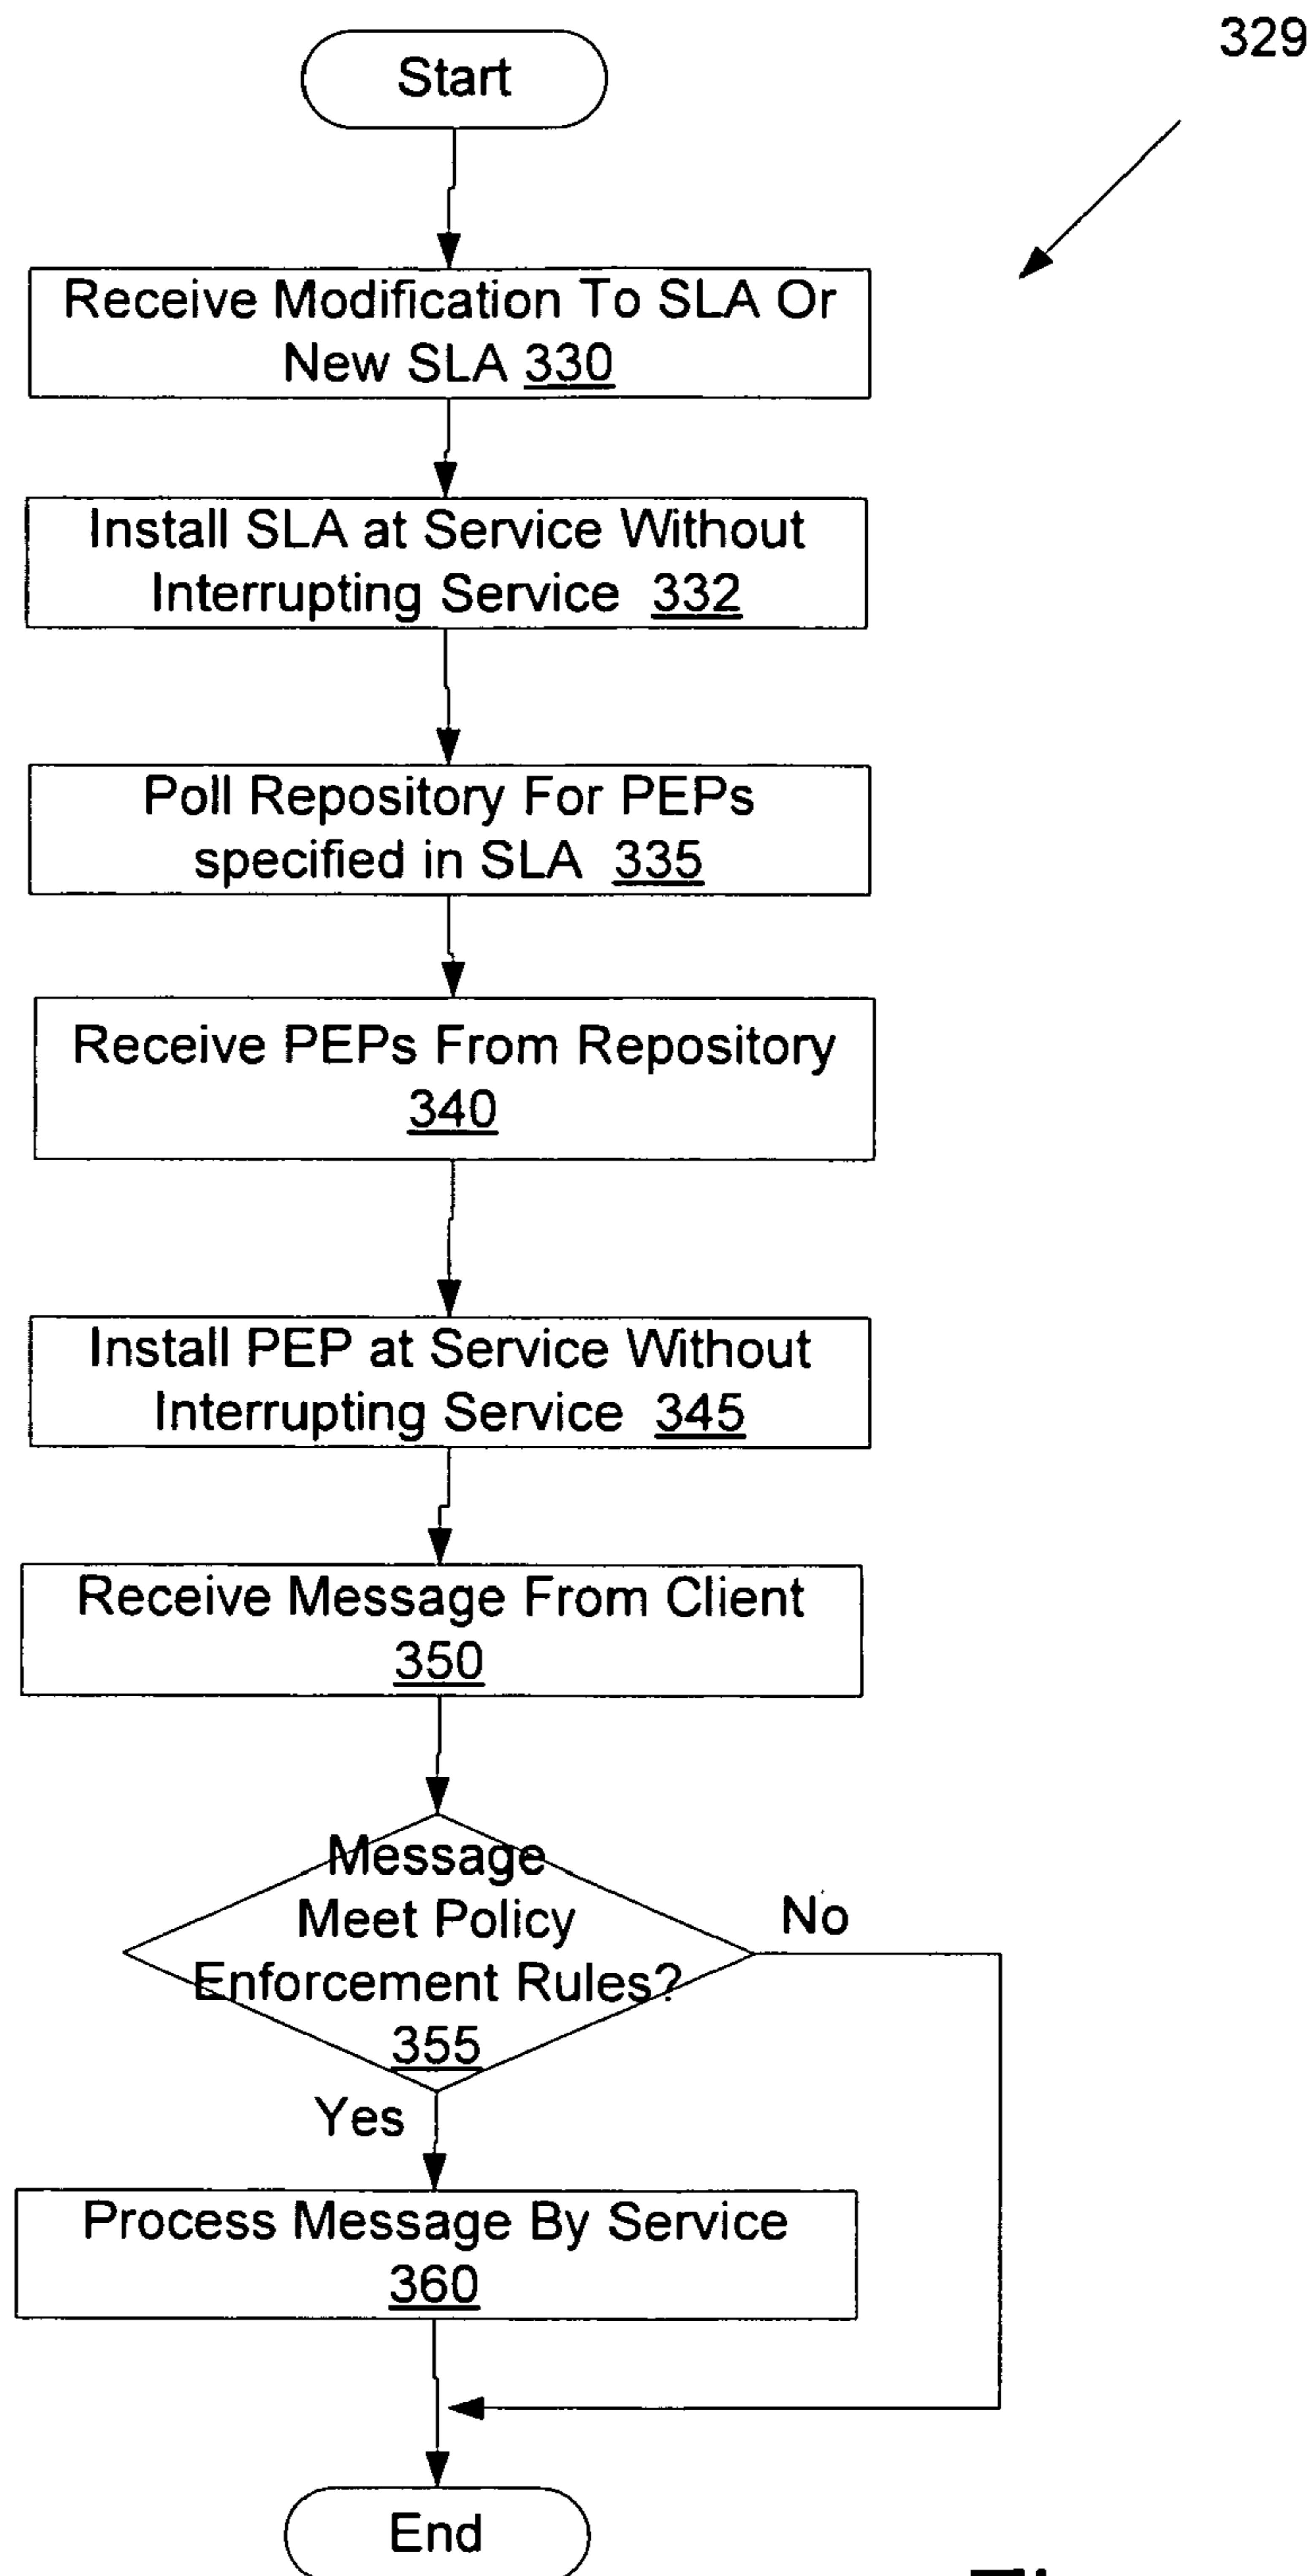 329
Start
Receive Modification To SLA Or
New SLA 330
Install SLA at Service Without
Interrupting Service 332
Poll Repository For PEPs
specified in SLA 335
Receive PEPs From Repository
340
Install PEP at Service Without
Interrupting Service 345
Receive Message From Client
350
Message
Meet Policy
Enforcement Rules?
355
No
Yes
Process Message By Service
360
End